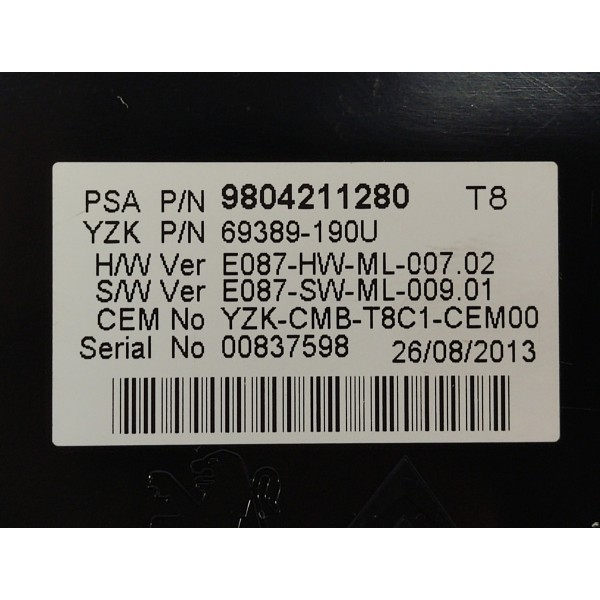 PSA P/N 9804211280 T8
YZK P/N 69389-190U
H/W Ver E087-HW-ML-007.02
S/W Ver E087-SW-ML-009.01
CEM No YZK-CMB-T8C1-CEM00
Serial No 00837598 26/08/2013